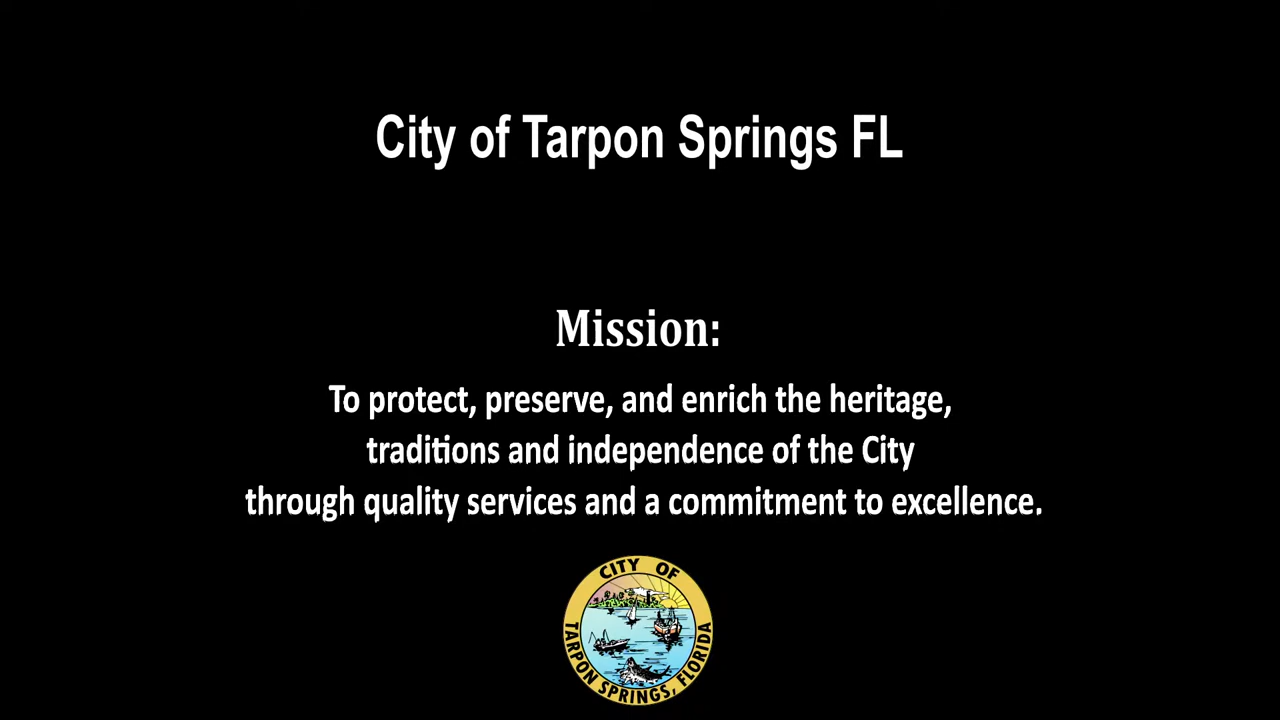 City of Tarpon Springs FL
Mission:
To protect, preserve, and enrich the heritage,
traditions and independence of the City
through quality services and a commitment to excellence.
CITY OF
TARPON SPRINGS, FLORIDA